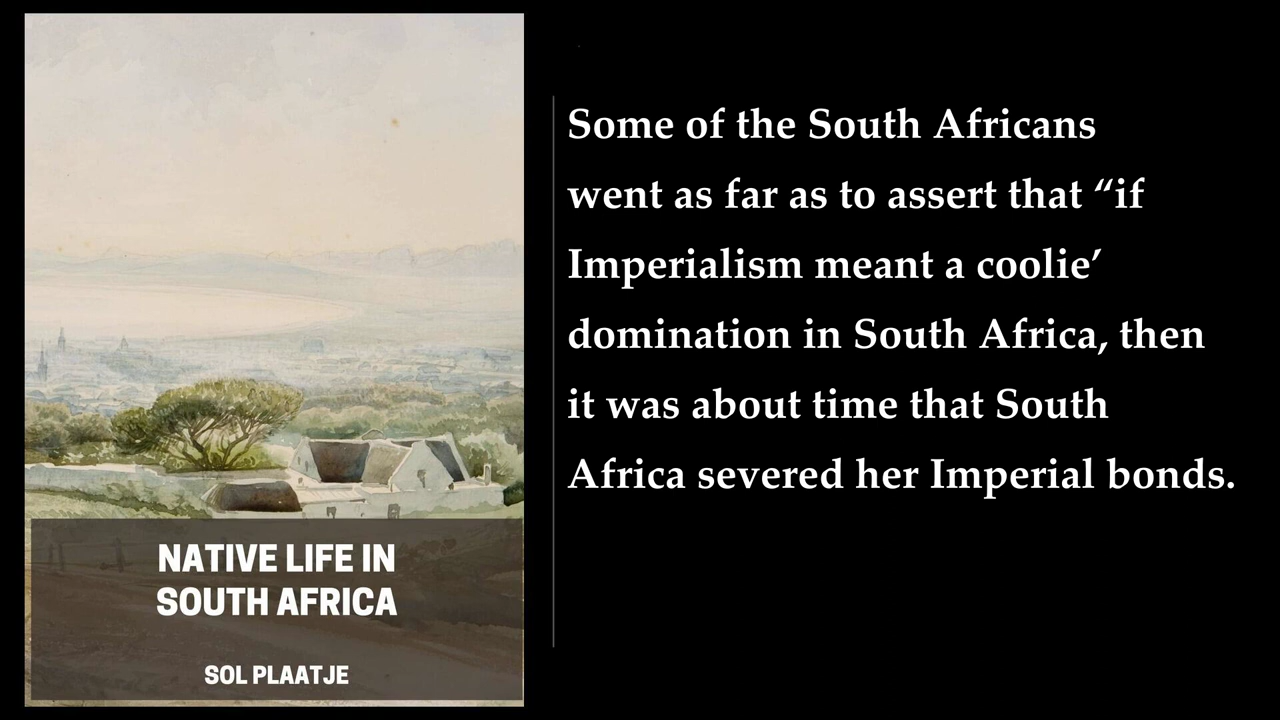 NATIVE LIFE IN
SOUTH AFRICA
SOL PLAATJE
Some of the South Africans
went as far as to assert that “if
Imperialism meant a coolie’
domination in South Africa, then
it was about time that South
Africa severed her Imperial bonds.